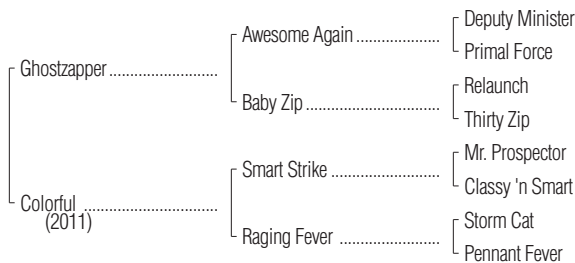 Deputy Minister
Awesome Again ....................
Primal Force
Ghostzapper ..........................
Relaunch
Baby Zip ................................
Thirty Zip
Mr. Prospector
Smart Strike ..........................
Classy 'n Smart
Colorful ................................
(2011)
Storm Cat
Raging Fever ........................
Pennant Fever